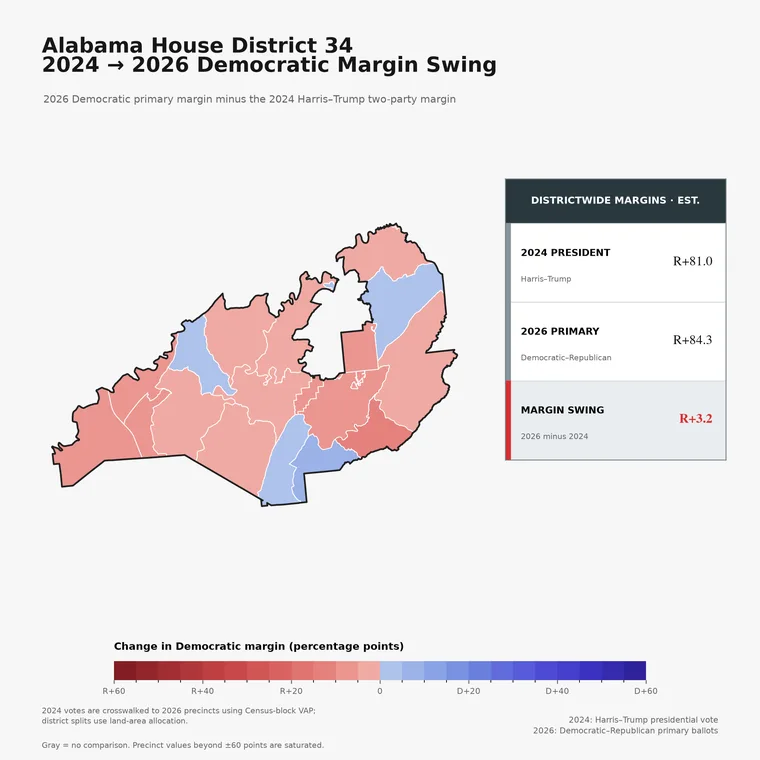 Alabama House District 34
2024 → 2026 Democratic Margin Swing
2026 Democratic primary margin minus the 2024 Harris–Trump two-party margin
DISTRICTWIDE MARGINS · EST.
2024 PRESIDENT
R+81.0
Harris–Trump
2026 PRIMARY
R+84.3
Democratic–Republican
MARGIN SWING
R+3.2
2026 minus 2024
Change in Democratic margin (percentage points)
R+60 R+40 R+20 0 D+20 D+40 D+60
2024 votes are crosswalked to 2026 precincts using Census-block VAP;
district splits use land-area allocation.
2024: Harris–Trump presidential vote
2026: Democratic–Republican primary ballots
Gray = no comparison. Precinct values beyond ±60 points are saturated.